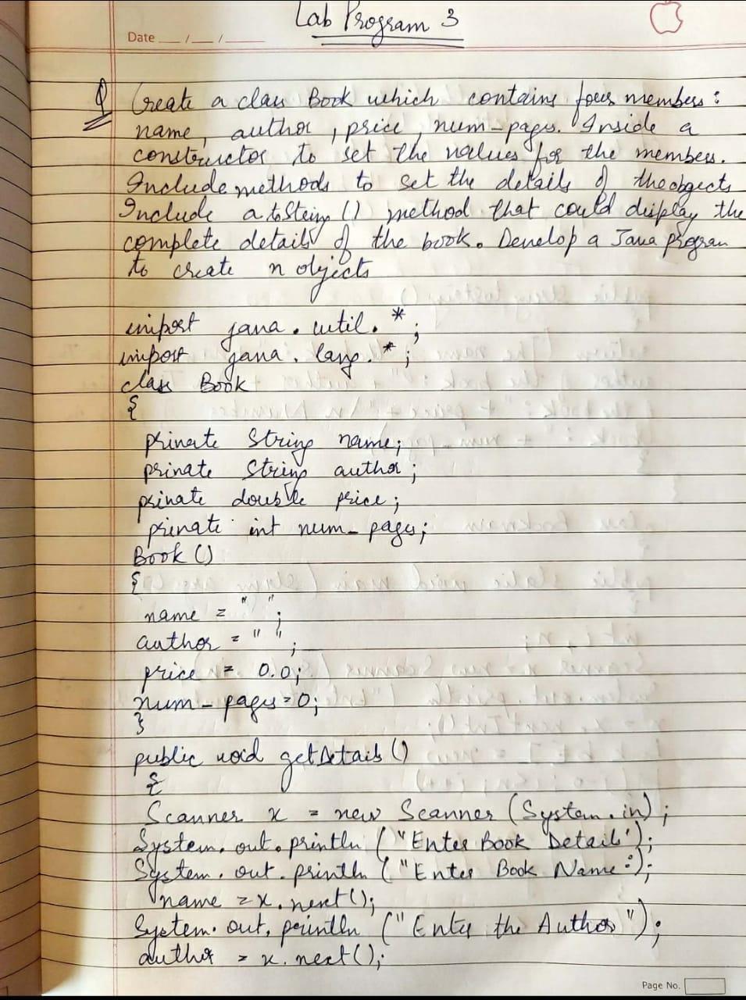 Lab Program 3
Date __/__/____
Q Create a class Book which contains four members:
name, author, price, num-pages. Inside a
constructor to set the values for the members.
Include methods to set the details of the objects
Include a toString () method that could display the
complete details of the book. Develop a Java program
to create n objects
import java.util.*;
import java.lang.*;
class Book
{
private String name;
private String author;
private double price;
private int num_pages;
Book ()
{
name = " ";
author = " ";
price = 0.0;
num_pages=0;
}
public void getDetails ()
{
Scanner x = new Scanner (System.in);
System.out.println ("Enter Book Details');
System.out.println ("Enter Book Name:);
name = x.next();
System.out.println ("Enter the Author");
author = x.next();
Page No.